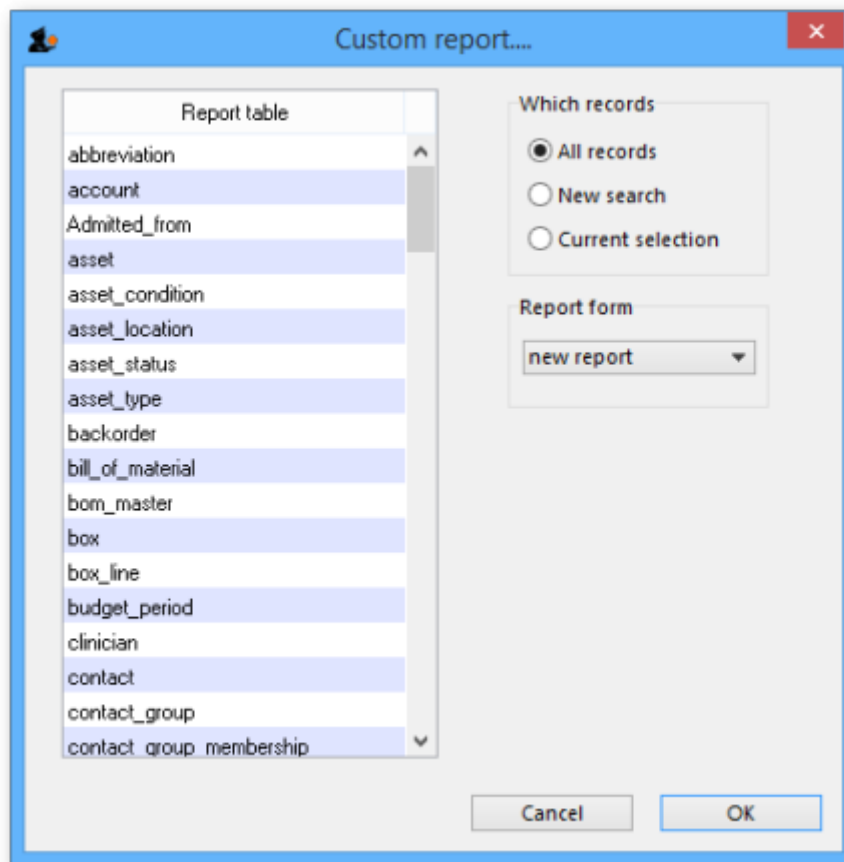 Custom report....
Report table
abbreviation
account
Admitted_from
asset
asset_condition
asset_location
asset_status
asset_type
backorder
bill_of_material
bom_master
box
box_line
budget_period
clinician
contact
contact_group
contact_group_membership
Which records
All records
New search
Current selection
Report form
new report
Cancel
OK